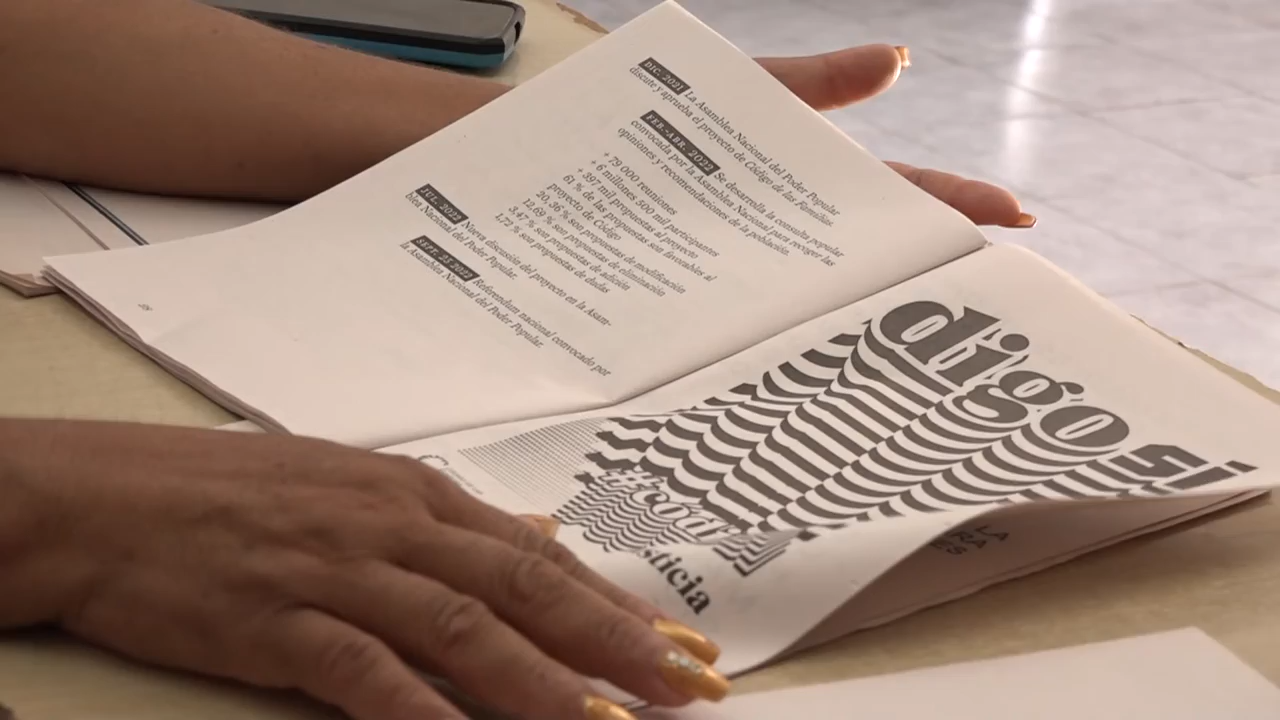 DIC. 2021 La Asamblea Nacional del Poder Popular
discute y aprueba el proyecto de Código de las Familias.
FEB.-ABR. 2022 Se desarrolla la consulta popular
convocada por la Asamblea Nacional para recoger las
opiniones y recomendaciones de la población.
+ 79 000 reuniones
+ 6 millones 500 mil participantes
+ 397 mil propuestas al proyecto
61 % de las propuestas son favorables al
proyecto de Código
20, 36 % son propuestas de modificación
12,69 % son propuestas de eliminación
3,47 % son propuestas de adición
1,72 % son propuestas de dudas
JUL. 2022 Nueva discusión del proyecto en la Asam-
blea Nacional del Poder Popular.
SEPT. 25 2022 Referendum nacional convocado por
la Asamblea Nacional del Poder Popular.
digo sí
#códi
sticia
LA